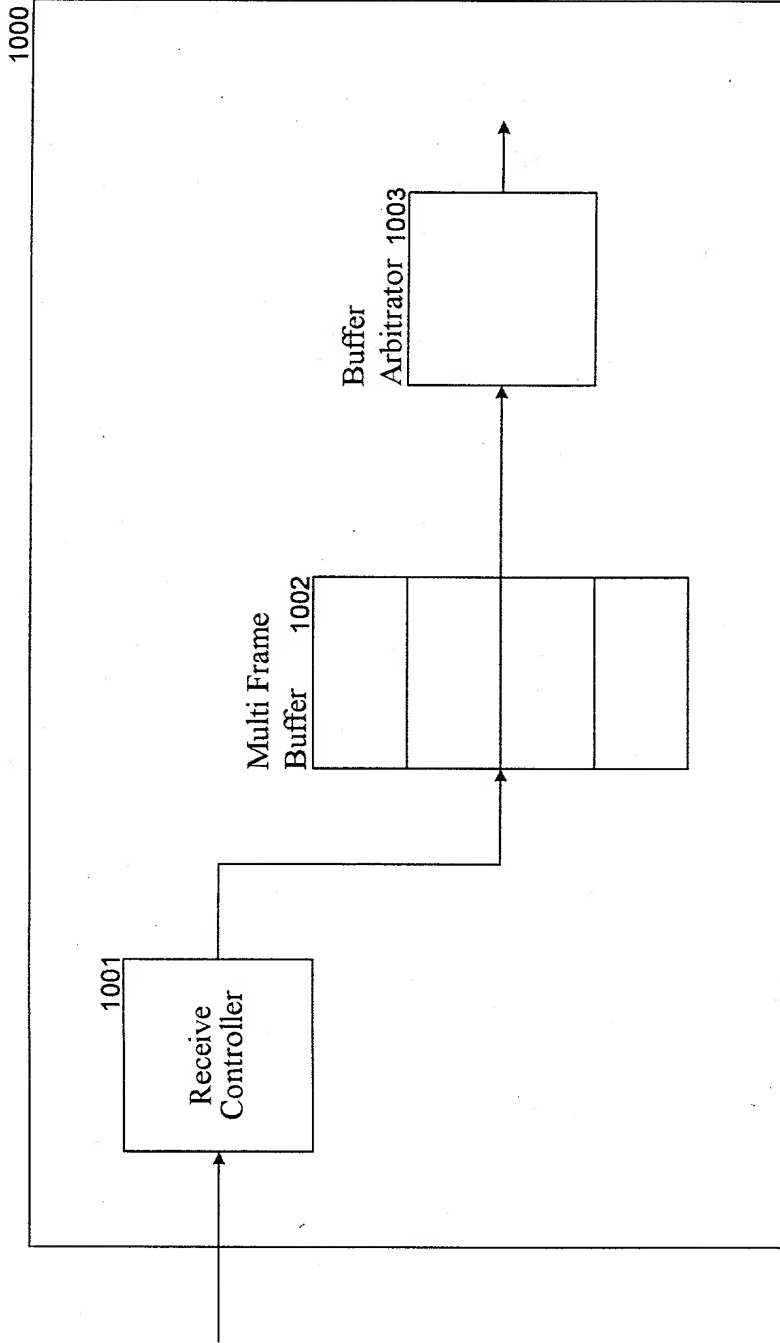 1000
1001
Receive
Controller
Multi Frame
Buffer 1002
Buffer
Arbitrator 1003